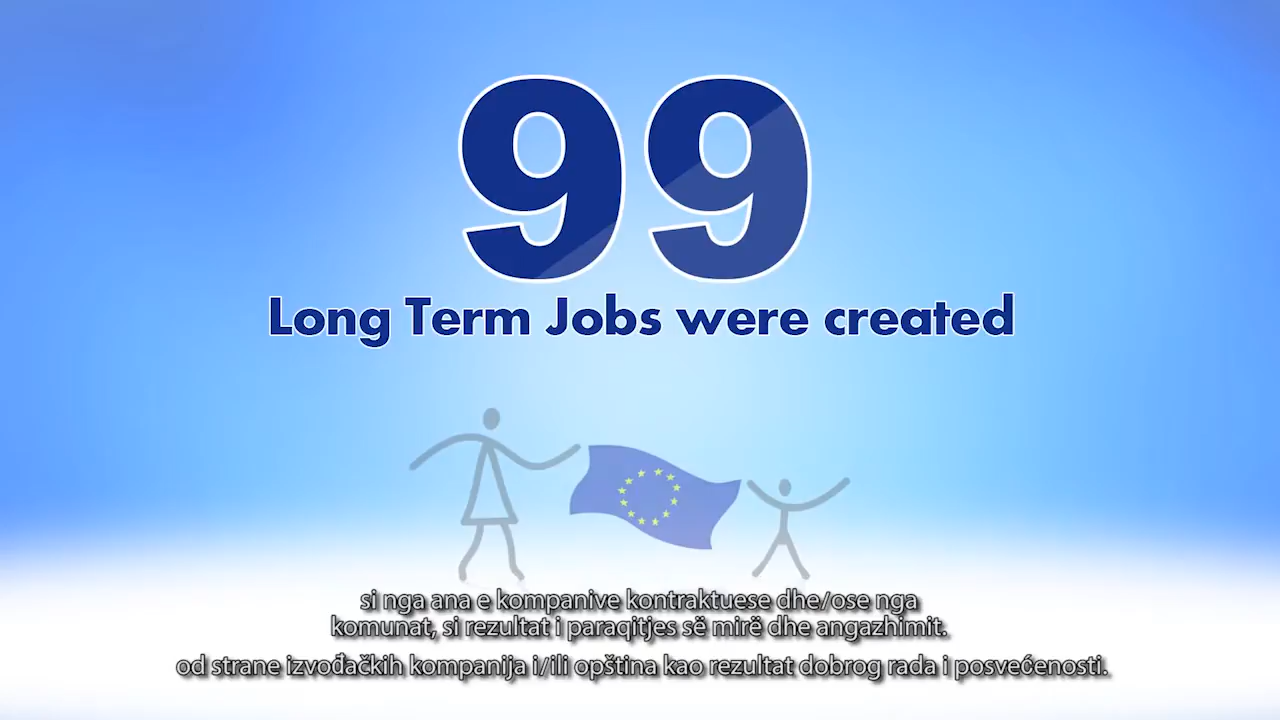 99
Long Term Jobs were created
si nga ana e kompanive kontraktuese dhe/ose nga
komunat, si rezultat i paraqitjes së mirë dhe angazhimit.
od strane izvođačkih kompanija i/ili opština kao rezultat dobrog rada i posvećenosti.